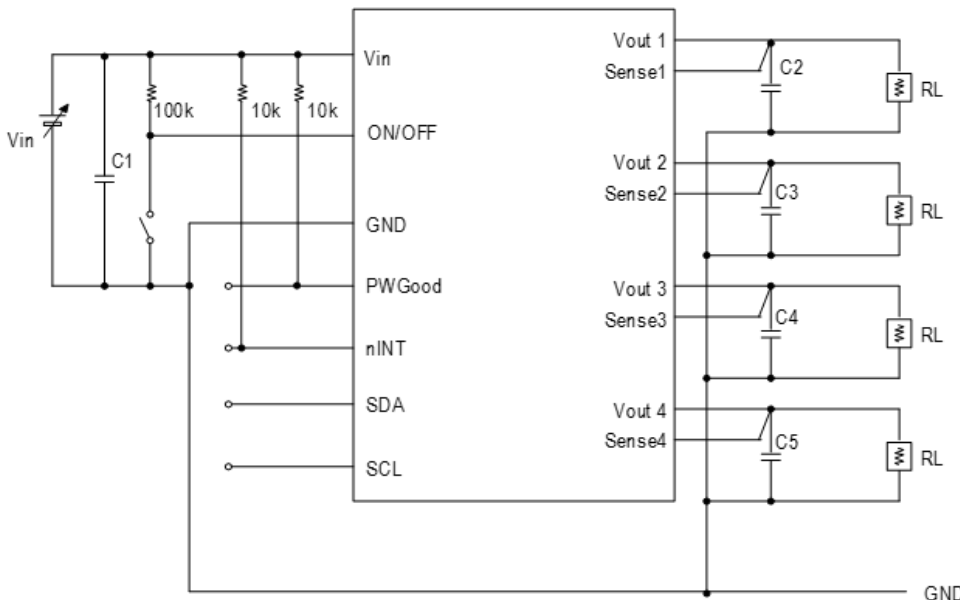 Vin
100k
10k
10k
C1
Vin
ON/OFF
GND
PWGood
nINT
SDA
SCL
Vout 1
Sense1
C2
RL
Vout 2
Sense2
C3
RL
Vout 3
Sense3
C4
RL
Vout 4
Sense4
C5
RL
GND